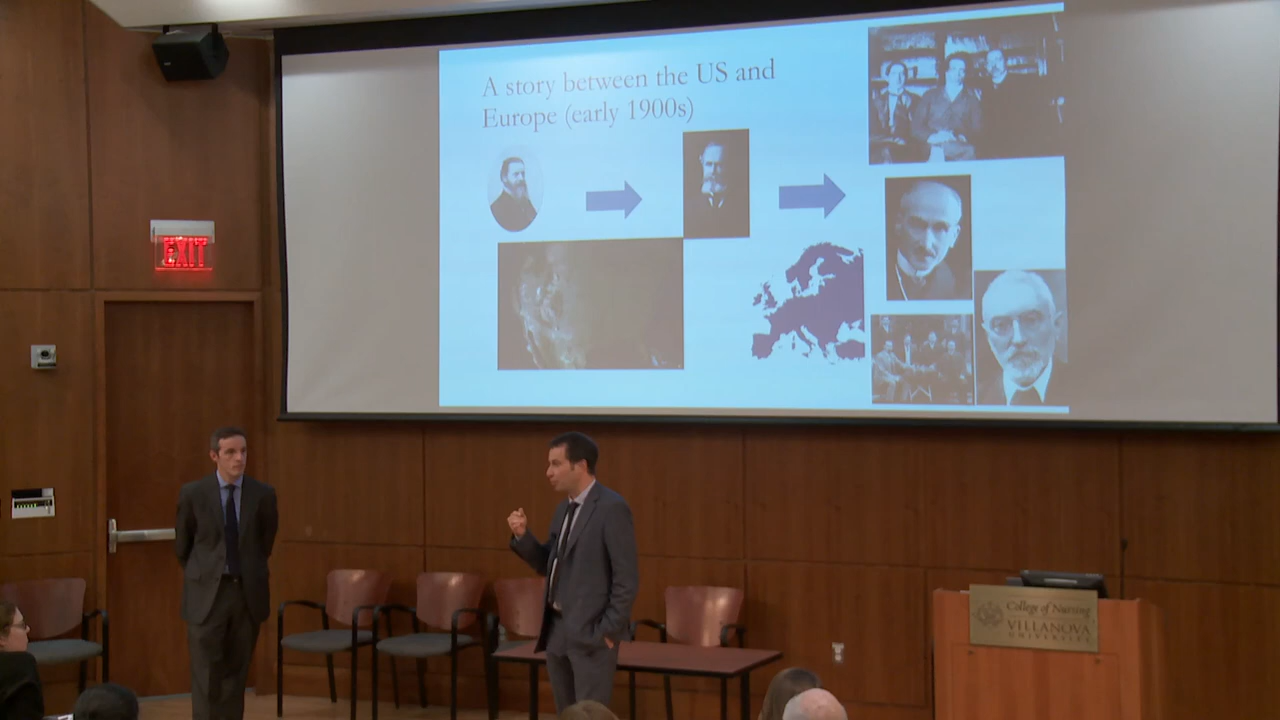 A story between the US and
Europe (early 1900s)
EXIT
College of Nursing
VILLANOVA
UNIVERSITY